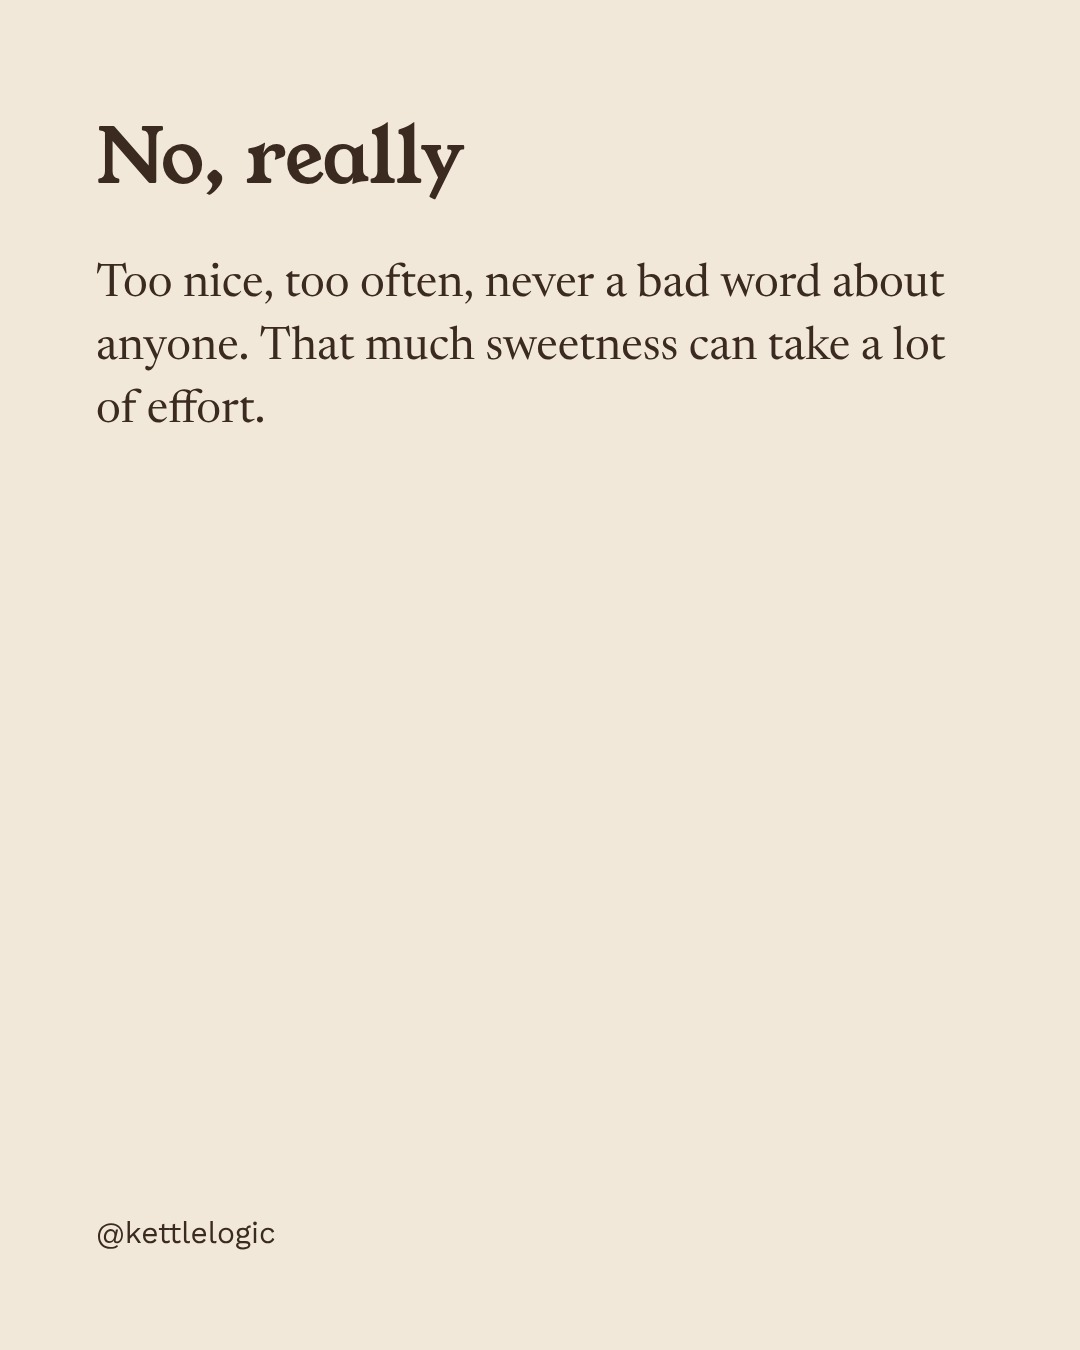 No, really
Too nice, too often, never a bad word about
anyone. That much sweetness can take a lot
of effort.
@kettlelogic